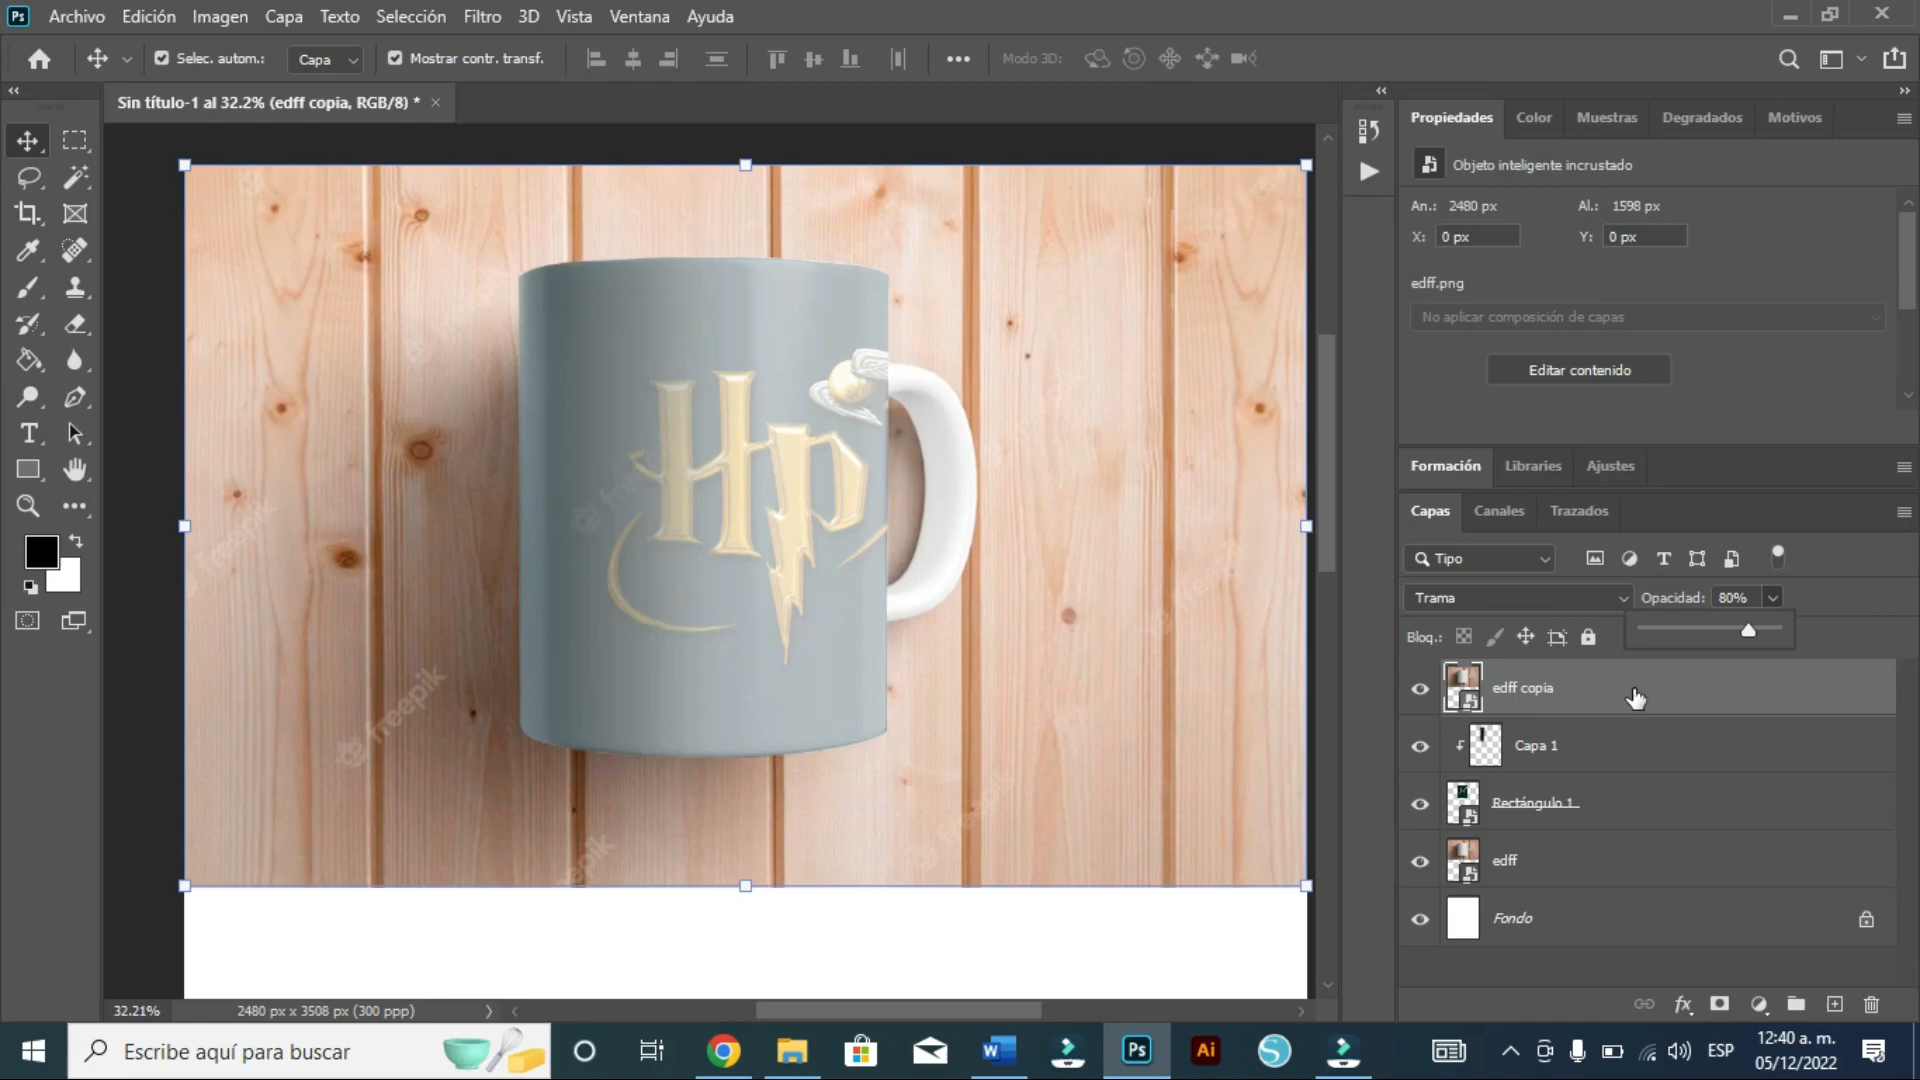 Ps Archivo Edición Imagen Capa Texto Selección Filtro 3D Vista Ventana Ayuda
Selec. autom.: Capa Mostrar contr. transf. Modo 3D:
Sin título-1 al 32.2% (edff copia, RGB/8) *
Propiedades Color Muestras Degradados Motivos
Objeto inteligente incrustado
An.: 2480 px Al.: 1598 px
X: 0 px Y: 0 px
edff.png
No aplicar composición de capas
Editar contenido
Formación Libraries Ajustes
Capas Canales Trazados
Tipo
Trama Opacidad: 80%
Bloq.:
edff copia
Capa 1
Rectángulo 1
edff
Fondo
HP
freepik
freepik
freepik
32.21% 2480 px x 3508 px (300 ppp)
Escribe aquí para buscar
W Ps Ai S
ESP
12:40 a. m.
05/12/2022